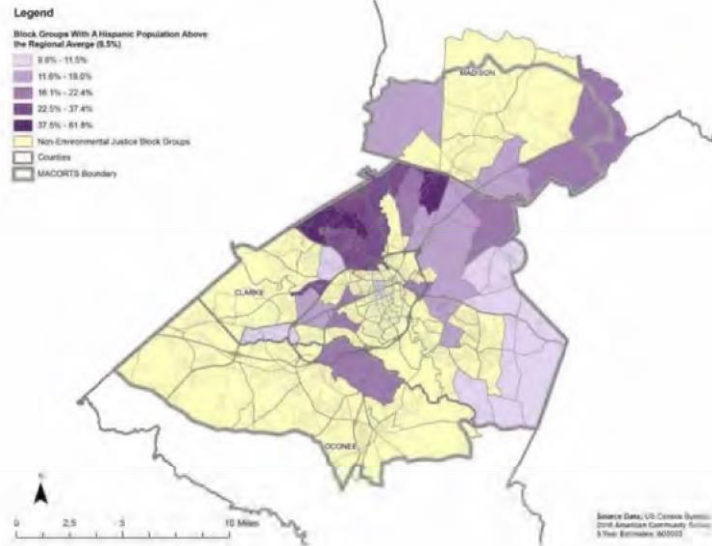 Legend
Block Groups With A Hispanic Population Above
the Regional Averge (9.5%)
9.6% - 11.5%
11.6% - 16.0%
16.1% - 22.4%
22.5% - 37.4%
37.5% - 61.8%
Non-Environmental Justice Block Groups
Counties
MACORTS Boundary
MADISON
CLARKE
OCONEE
N
0 2.5 5 10 Miles
Source Data: US Census Bureau
2016 American Community Survey
5 Year Estimates: